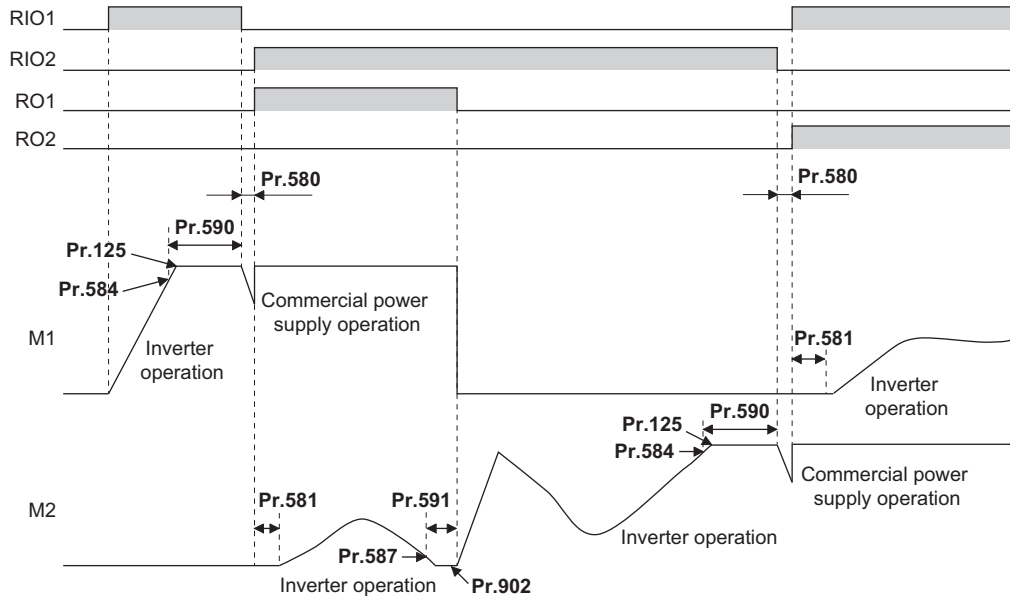 RIO1
RIO2
RO1
RO2
Pr.580
Pr.580
Pr.590
Pr.125
Pr.584
Commercial power
supply operation
M1
Inverter
operation
Pr.581
Inverter
operation
Pr.590
Pr.125
Pr.584
Commercial power
supply operation
M2
Pr.581
Pr.591
Pr.587
Inverter operation
Inverter operation
Pr.902